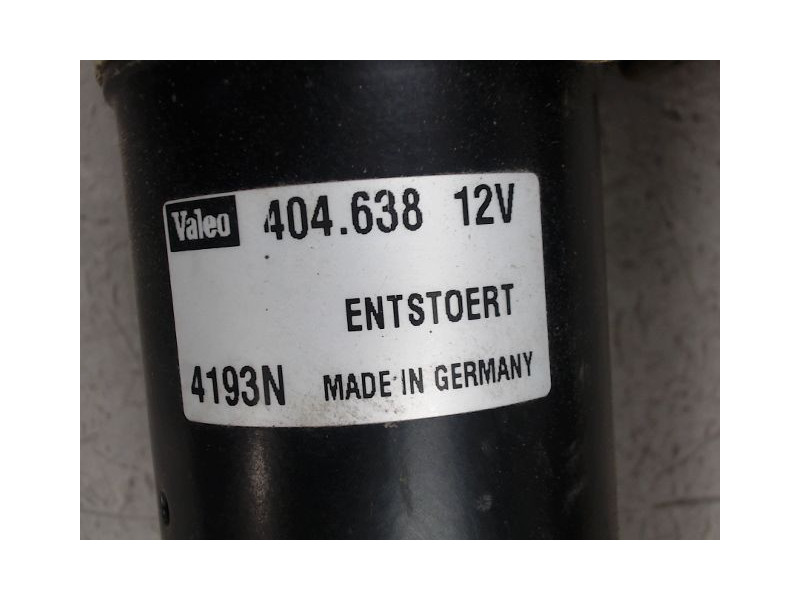 Valeo 404.638 12V
ENTSTOERT
4193N MADE IN GERMANY